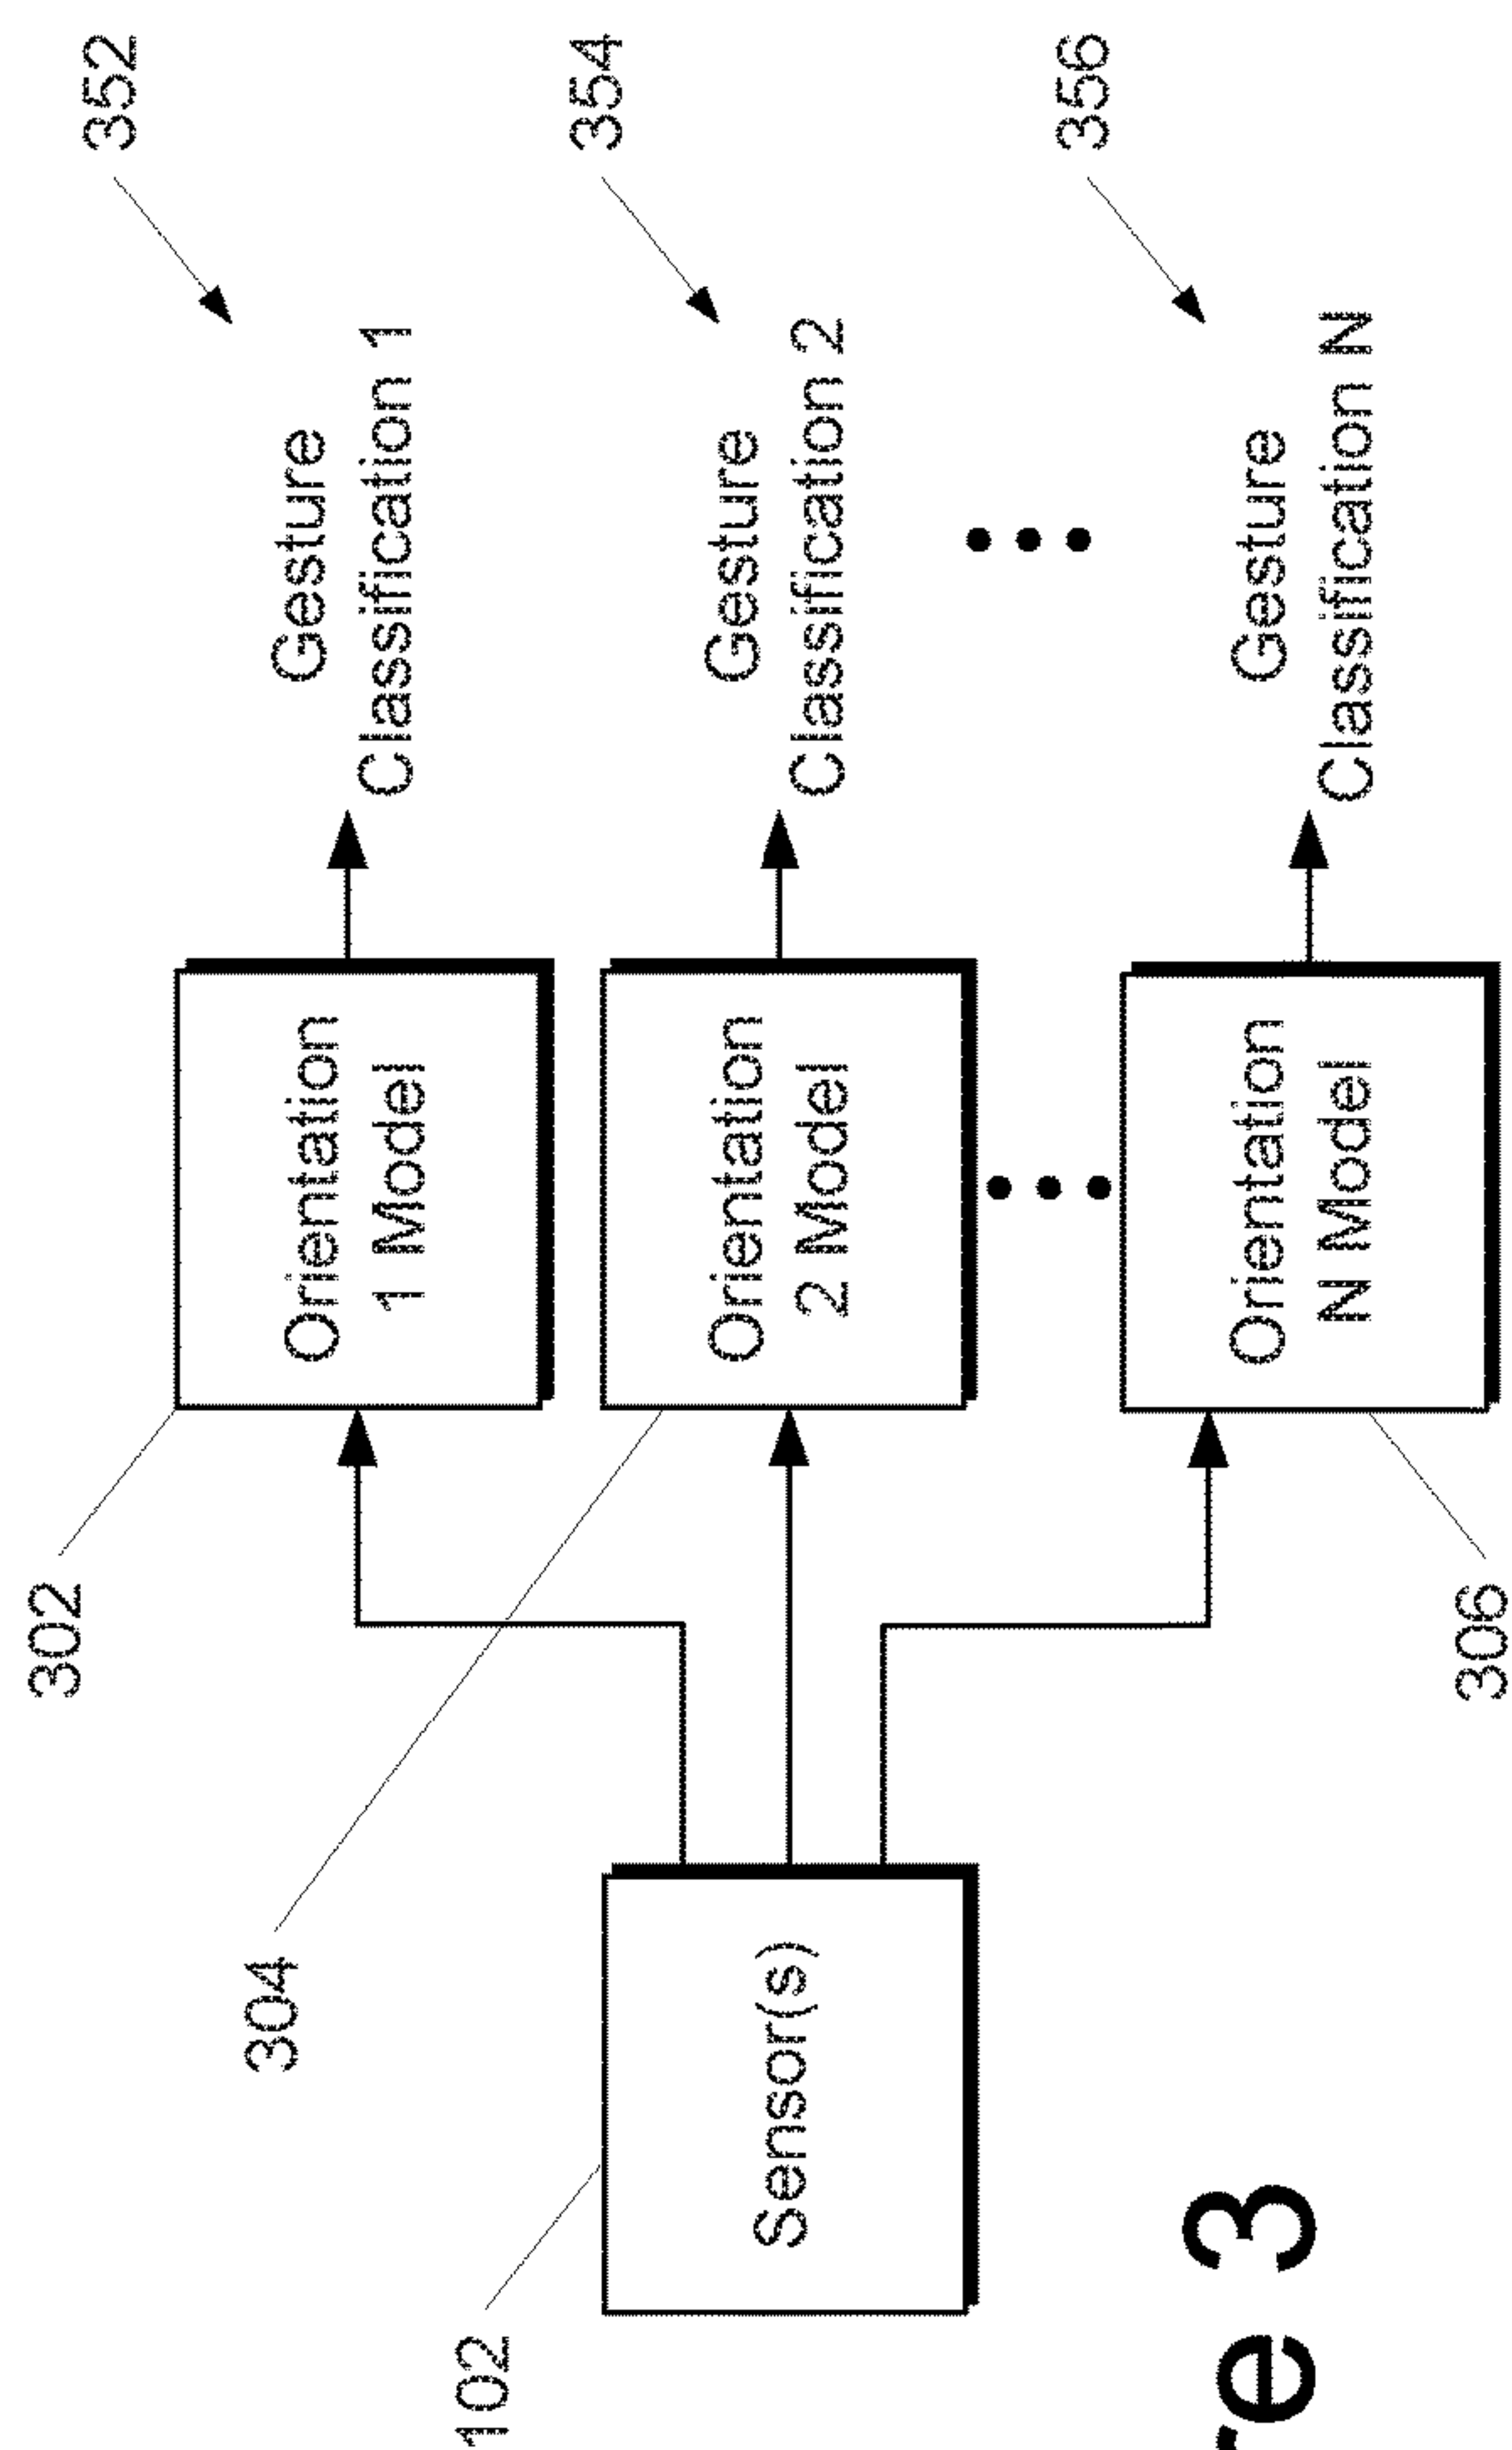 352
354
356
Gesture
Classification 1
Gesture
Classification 2
Gesture
Classification N
Orientation
1 Model
Orientation
2 Model
Orientation
N Model
302
304
306
Sensor(s)
102
re 3